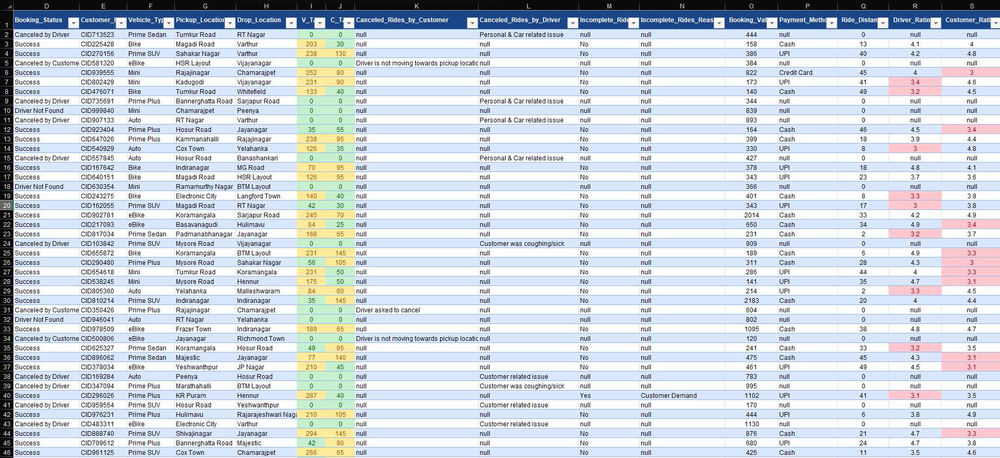 D E F G H I J K L M N O P Q R S
1 Booking_Status Customer_I Vehicle_Typ Pickup_Location Drop_Location V_TA C_TA Canceled_Rides_by_Customer Canceled_Rides_by_Driver Incomplete_Ride Incomplete_Rides_Reas Booking_Val Payment_Metho Ride_Distan Driver_Ratin Customer_Rati
2 Canceled by Driver CID713523 Prime Sedan Tumkur Road RT Nagar 0 0 null Personal & Car related issue null null 444 null 0 null null
3 Success CID225428 Bike Magadi Road Varthur 203 30 null null No null 158 Cash 13 4.1 4
4 Success CID270156 Prime SUV Sahakar Nagar Varthur 238 130 null null No null 386 UPI 40 4.2 4.8
5 Canceled by Custome CID581320 eBike HSR Layout Vijayanagar 0 0 Driver is not moving towards pickup locatio null null null 384 null 0 null null
6 Success CID939555 Mini Rajajinagar Chamarajpet 252 80 null null No null 822 Credit Card 45 4 3
7 Success CID802429 Mini Kadugodi Vijayanagar 231 90 null null No null 173 UPI 41 3.4 4.6
8 Success CID476071 Bike Tumkur Road Whitefield 133 40 null null No null 140 Cash 49 3.2 4.5
9 Canceled by Driver CID735691 Prime Plus Bannerghatta Road Sarjapur Road 0 0 null Personal & Car related issue null null 344 null 0 null null
10 Driver Not Found CID999840 Mini Chamarajpet Peenya 0 0 null null null null 839 null 0 null null
11 Canceled by Driver CID907133 Auto RT Nagar Varthur 0 0 null Personal & Car related issue null null 893 null 0 null null
12 Success CID923404 Prime Plus Hosur Road Jayanagar 35 55 null null No null 164 Cash 46 4.5 3.4
13 Success CID647026 Prime Plus Kammanahalli Rajajinagar 238 95 null null No null 399 Cash 18 3.9 4.4
14 Success CID540929 Auto Cox Town Yelahanka 126 35 null null No null 330 UPI 8 3 4.8
15 Canceled by Driver CID557845 Auto Hosur Road Banashankari 0 0 null Personal & Car related issue null null 427 null 0 null null
16 Success CID167642 Bike Indiranagar MG Road 70 95 null null No null 378 UPI 18 4.8 4.1
17 Success CID640151 Bike Magadi Road HSR Layout 126 95 null null No null 343 UPI 23 3.7 3.6
18 Driver Not Found CID630354 Mini Ramamurthy Nagar BTM Layout 0 0 null null null null 366 null 0 null null
19 Success CID243275 Bike Electronic City Langford Town 140 40 null null No null 401 Cash 8 3.3 3.9
20 Success CID162055 Prime SUV Magadi Road RT Nagar 42 30 null null No null 343 UPI 17 3 3.8
21 Success CID902781 eBike Koramangala Sarjapur Road 245 70 null null No null 2014 Cash 33 4.2 4.9
22 Success CID217093 eBike Basavanagudi Hulimavu 84 25 null null No null 650 Cash 34 4.9 3.4
23 Success CID817034 Prime Sedan Padmanabhanagar Jayanagar 168 65 null null No null 231 Cash 2 3.2 3.7
24 Canceled by Driver CID103842 Prime SUV Mysore Road Vijayanagar 0 0 null Customer was coughing/sick null null 909 null 0 null null
25 Success CID655872 Bike Koramangala BTM Layout 231 145 null null No null 189 Cash 6 4.9 3.3
26 Success CID290480 Prime Plus Mysore Road Sahakar Nagar 56 105 null null No null 311 Cash 28 4.3 3
27 Success CID654618 Mini Tumkur Road Koramangala 231 50 null null No null 286 UPI 44 4 3.3
28 Success CID538245 Mini Mysore Road Hennur 175 50 null null No null 141 UPI 35 4.7 3.1
29 Success CID805360 Auto Yelahanka Malleshwaram 84 60 null null No null 214 UPI 2 3.3 4.5
30 Success CID810214 Prime SUV Indiranagar Indiranagar 35 145 null null No null 2183 Cash 20 4 4.4
31 Canceled by Custome CID350426 Prime Plus Rajajinagar Chamarajpet 0 0 Driver asked to cancel null null null 604 null 0 null null
32 Driver Not Found CID946041 Auto RT Nagar Yelahanka 0 0 null null null null 802 null 0 null null
33 Success CID978509 eBike Frazer Town Indiranagar 189 65 null null No null 1095 Cash 38 4.8 4.7
34 Canceled by Custome CID500806 eBike Jayanagar Richmond Town 0 0 Driver is not moving towards pickup locatio null null null 120 null 0 null null
35 Success CID625327 Prime Sedan Koramangala Hosur Road 49 85 null null No null 241 Cash 33 3.2 3.5
36 Success CID896062 Prime Sedan Majestic Jayanagar 77 140 null null No null 475 Cash 45 4.3 3.1
37 Success CID378034 eBike Yeshwanthpur JP Nagar 210 45 null null No null 461 UPI 49 4.5 3.1
38 Canceled by Driver CID169284 Auto Peenya Hosur Road 0 0 null Customer related issue null null 783 null 0 null null
39 Canceled by Driver CID347094 Prime Plus Marathahalli BTM Layout 0 0 null Customer was coughing/sick null null 995 null 0 null null
40 Success CID296026 Prime Plus KR Puram Hennur 287 40 null null Yes Customer Demand 1102 UPI 41 3.1 3.5
41 Canceled by Driver CID959554 Prime SUV Hosur Road Yeshwanthpur 0 0 null Customer related issue null null 170 null 0 null null
42 Success CID976231 Prime Plus Hulimavu Rajarajeshwari Naga 210 105 null null No null 444 UPI 6 3.8 4.9
43 Canceled by Driver CID483311 eBike Electronic City Varthur 0 0 null Customer related issue null null 1130 null 0 null null
44 Success CID888740 Prime SUV Shivajinagar Jayanagar 294 145 null null No null 876 Cash 21 4.7 3.3
45 Success CID709612 Prime Plus Bannerghatta Road Majestic 42 90 null null No null 680 UPI 24 4.7 3.8
46 Success CID961125 Prime SUV Cox Town Chamarajpet 266 65 null null No null 425 Cash 11 3.5 4.6